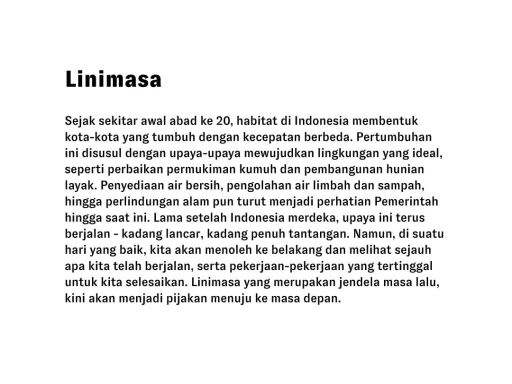 Linimasa
Sejak sekitar awal abad ke 20, habitat di Indonesia membentuk
kota-kota yang tumbuh dengan kecepatan berbeda. Pertumbuhan
ini disusul dengan upaya-upaya mewujudkan lingkungan yang ideal,
seperti perbaikan permukiman kumuh dan pembangunan hunian
layak. Penyediaan air bersih, pengolahan air limbah dan sampah,
hingga perlindungan alam pun turut menjadi perhatian Pemerintah
hingga saat ini. Lama setelah Indonesia merdeka, upaya ini terus
berjalan - kadang lancar, kadang penuh tantangan. Namun, di suatu
hari yang baik, kita akan menoleh ke belakang dan melihat sejauh
apa kita telah berjalan, serta pekerjaan-pekerjaan yang tertinggal
untuk kita selesaikan. Linimasa yang merupakan jendela masa lalu,
kini akan menjadi pijakan menuju ke masa depan.